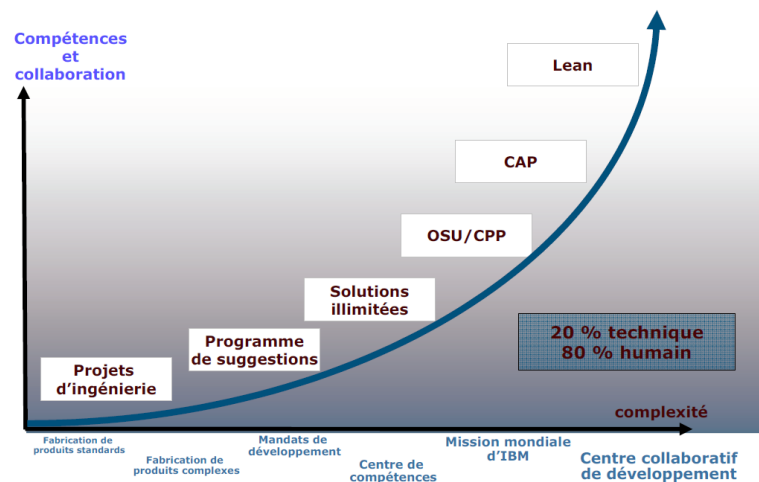 Compétences
et
collaboration
Lean
CAP
OSU/CPP
Solutions
illimitées
Programme
de suggestions
Projets
d’ingénierie
20 % technique
80 % humain
complexité
Fabrication de
produits standards
Fabrication de
produits complexes
Mandats de
développement
Centre de
compétences
Mission mondiale
d’IBM
Centre collaboratif
de développement